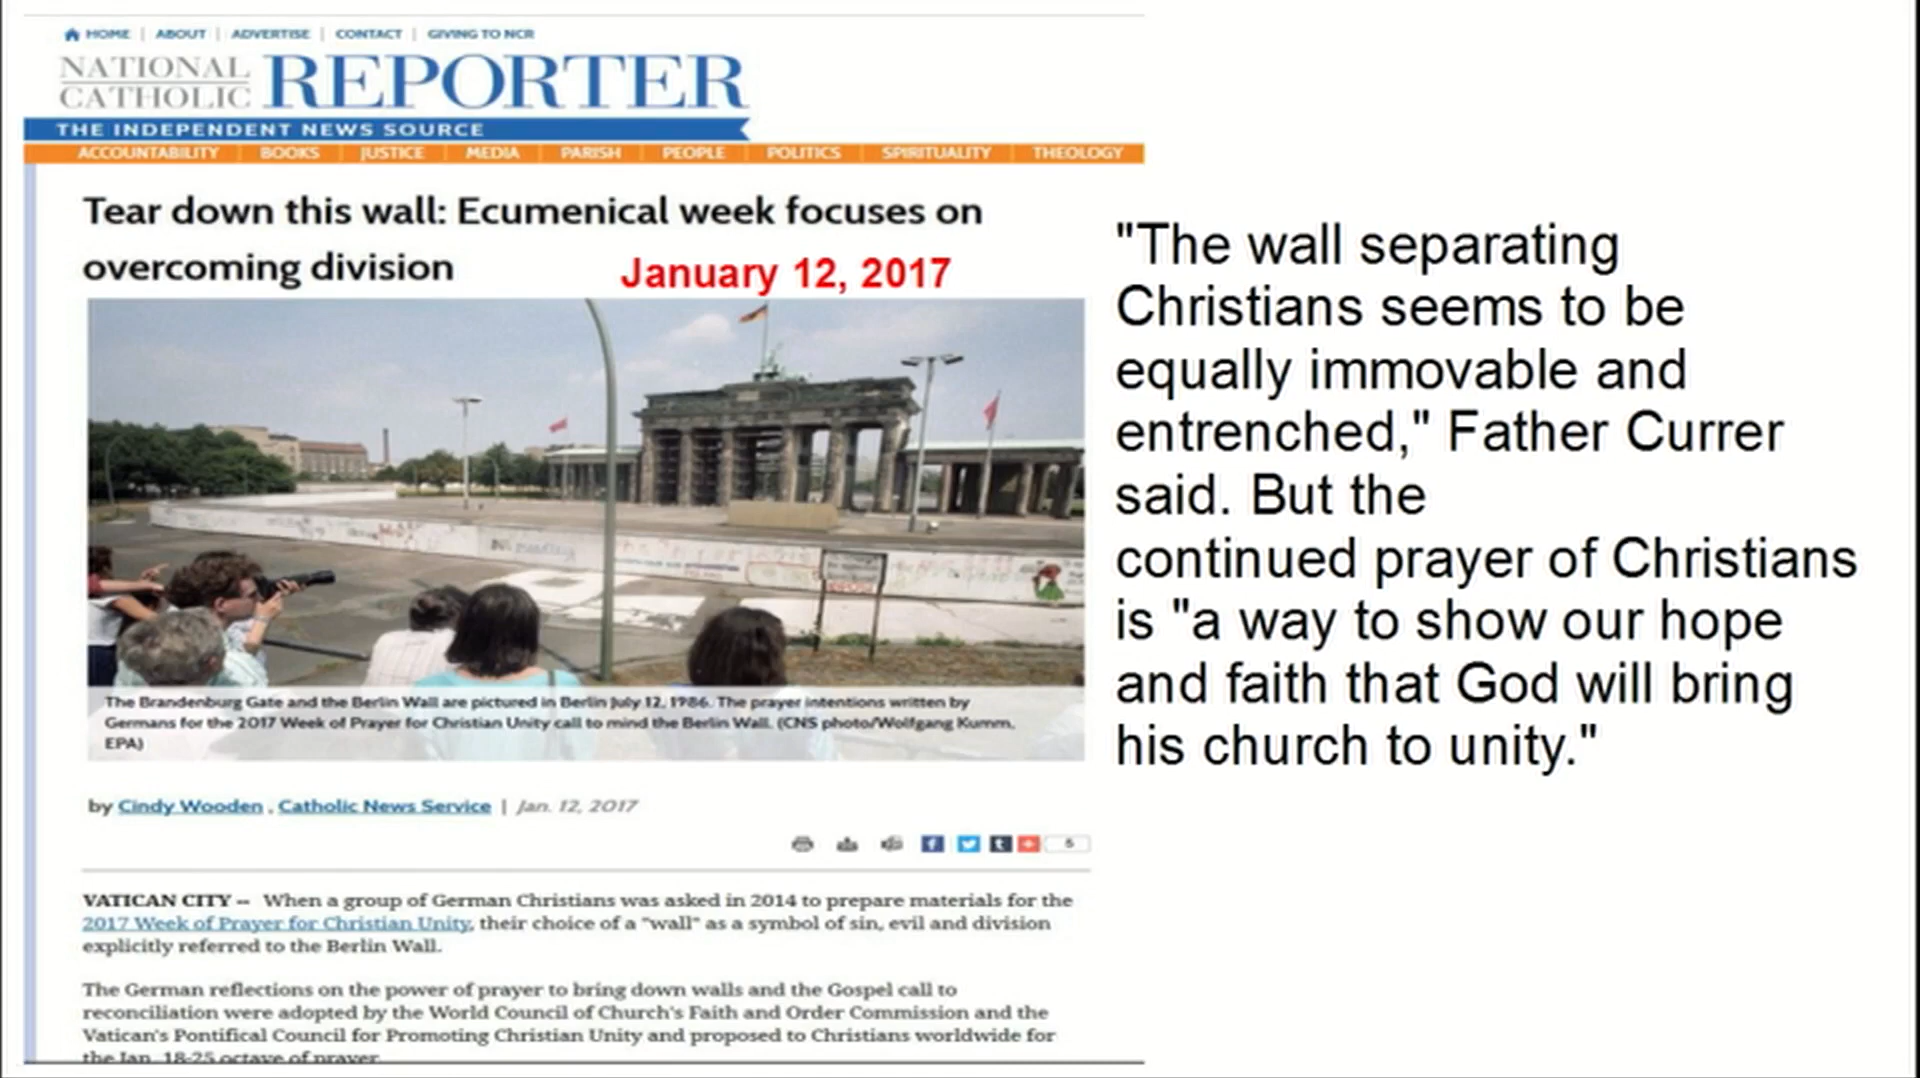 HOME | ABOUT | ADVERTISE | CONTACT | GIVING TO NCR
NATIONAL CATHOLIC REPORTER
THE INDEPENDENT NEWS SOURCE
ACCOUNTABILITY BOOKS JUSTICE MEDIA PARISH PEOPLE POLITICS SPIRITUALITY THEOLOGY
Tear down this wall: Ecumenical week focuses on
overcoming division
January 12, 2017
The Brandenburg Gate and the Berlin Wall are pictured in Berlin July 12, 1986. The prayer intentions written by
Germans for the 2017 Week of Prayer for Christian Unity call to mind the Berlin Wall. (CNS photo/Wolfgang Kumm,
EPA)
by Cindy Wooden , Catholic News Service | Jan. 12, 2017
5
VATICAN CITY -- When a group of German Christians was asked in 2014 to prepare materials for the
2017 Week of Prayer for Christian Unity, their choice of a "wall" as a symbol of sin, evil and division
explicitly referred to the Berlin Wall.
The German reflections on the power of prayer to bring down walls and the Gospel call to
reconciliation were adopted by the World Council of Church's Faith and Order Commission and the
Vatican's Pontifical Council for Promoting Christian Unity and proposed to Christians worldwide for
the Jan. 18-25 octave of prayer.
"The wall separating
Christians seems to be
equally immovable and
entrenched," Father Currer
said. But the
continued prayer of Christians
is "a way to show our hope
and faith that God will bring
his church to unity."